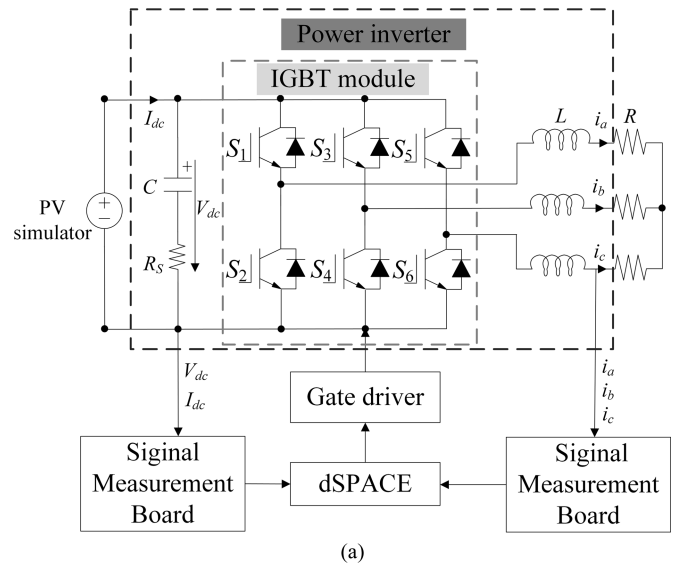 Power inverter
IGBT module
I_dc
S_1
S_3
S_5
L
i_a
R
+
C
V_dc
i_b
PV
simulator
+
−
R_S
S_2
S_4
S_6
i_c
V_dc
I_dc
Gate driver
i_a
i_b
i_c
Siginal
Measurement
Board
dSPACE
Siginal
Measurement
Board
(a)